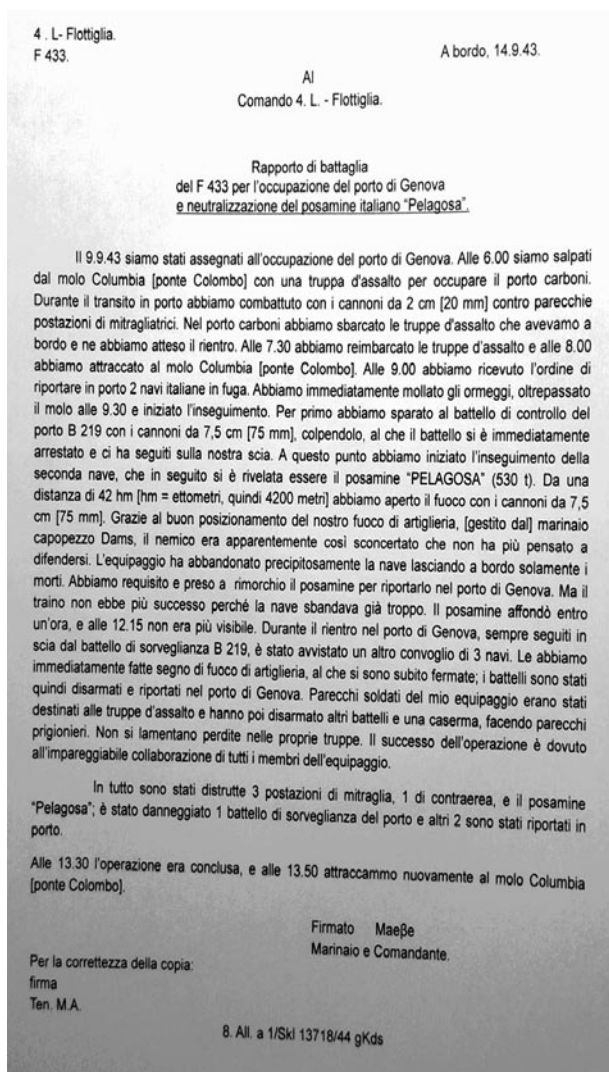 4 . L- Flottiglia.
F 433.
A bordo, 14.9.43.
Al
Comando 4. L. - Flottiglia.
Rapporto di battaglia
del F 433 per l'occupazione del porto di Genova
e neutralizzazione del posamine italiano “Pelagosa”.
Il 9.9.43 siamo stati assegnati all'occupazione del porto di Genova. Alle 6.00 siamo salpati
dal molo Columbia [ponte Colombo] con una truppa d'assalto per occupare il porto carboni.
Durante il transito in porto abbiamo combattuto con i cannoni da 2 cm [20 mm] contro parecchie
postazioni di mitragliatrici. Nel porto carboni abbiamo sbarcato le truppe d'assalto che avevamo a
bordo e ne abbiamo atteso il rientro. Alle 7.30 abbiamo reimbarcato le truppe d'assalto e alle 8.00
abbiamo attraccato al molo Columbia [ponte Colombo]. Alle 9.00 abbiamo ricevuto l'ordine di
riportare in porto 2 navi italiane in fuga. Abbiamo immediatamente mollato gli ormeggi, oltrepassato
il molo alle 9.30 e iniziato l'inseguimento. Per primo abbiamo sparato al battello di controllo del
porto B 219 con i cannoni da 7,5 cm [75 mm], colpendolo, al che il battello si è immediatamente
arrestato e ci ha seguiti sulla nostra scia. A questo punto abbiamo iniziato l'inseguimento della
seconda nave, che in seguito si è rivelata essere il posamine “PELAGOSA” (530 t). Da una
distanza di 42 hm [hm = ettometri, quindi 4200 metri] abbiamo aperto il fuoco con i cannoni da 7,5
cm [75 mm]. Grazie al buon posizionamento del nostro fuoco di artiglieria, [gestito dal] marinaio
capopezzo Dams, il nemico era apparentemente così sconcertato che non ha più pensato a
difendersi. L'equipaggio ha abbandonato precipitosamente la nave lasciando a bordo solamente i
morti. Abbiamo requisito e preso a rimorchio il posamine per riportarlo nel porto di Genova. Ma il
traino non ebbe più successo perché la nave sbandava già troppo. Il posamine affondò entro
un'ora, e alle 12.15 non era più visibile. Durante il rientro nel porto di Genova, sempre seguiti in
scia dal battello di sorveglianza B 219, è stato avvistato un altro convoglio di 3 navi. Le abbiamo
immediatamente fatte segno di fuoco di artiglieria, al che si sono subito fermate; i battelli sono stati
quindi disarmati e riportati nel porto di Genova. Parecchi soldati del mio equipaggio erano stati
destinati alle truppe d'assalto e hanno poi disarmato altri battelli e una caserma, facendo parecchi
prigionieri. Non si lamentano perdite nelle proprie truppe. Il successo dell'operazione è dovuto
all'impareggiabile collaborazione di tutti i membri dell'equipaggio.
In tutto sono stati distrutte 3 postazioni di mitraglia, 1 di contraerea, e il posamine
“Pelagosa”; è stato danneggiato 1 battello di sorveglianza del porto e altri 2 sono stati riportati in
porto.
Alle 13.30 l'operazione era conclusa, e alle 13.50 attraccammo nuovamente al molo Columbia
[ponte Colombo].
Firmato Maeβe
Marinaio e Comandante.
Per la correttezza della copia:
firma
Ten. M.A.
8. All. a 1/Skl 13718/44 gKds